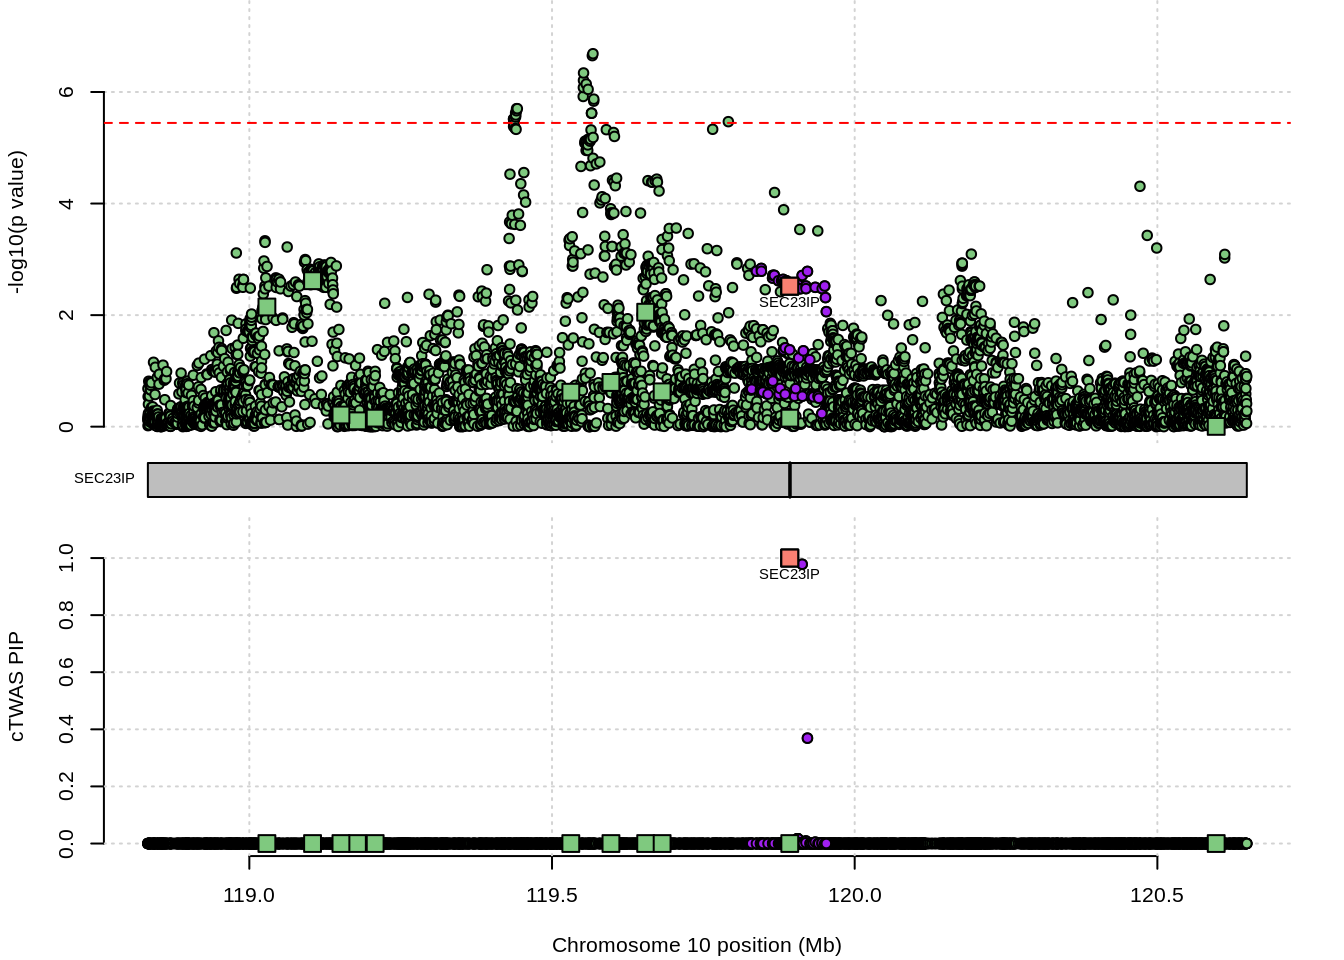 6
4
2
0
-log10(p value)
SEC23IP
SEC23IP
1.0
0.8
0.6
0.4
0.2
0.0
cTWAS PIP
SEC23IP
119.0 119.5 120.0 120.5
Chromosome 10 position (Mb)